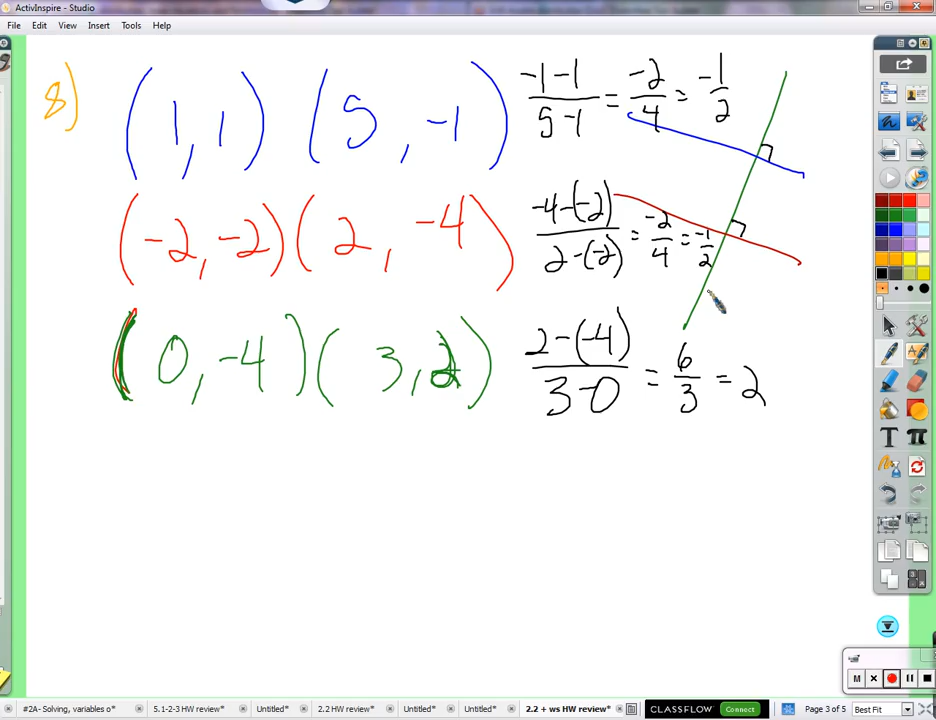 ActivInspire - Studio
File Edit View Insert Tools Help
8) (1, 1) (5, -1) -1-1/5-1 = -2/4 = -1/2
(-2, -2) (2, -4) -4-(-2)/2-(-2) = -2/4 = -1/2
(0, -4) (3, 2) 2-(-4)/3-0 = 6/3 = 2
#2A- Solving, variables o* 5.1-2-3 HW review* Untitled* 2.2 HW review* Untitled* Untitled* 2.2 + ws HW review* CLASSFLOW Connect Page 3 of 5 Best Fit
M